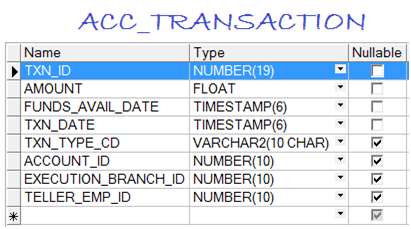 ACC_TRANSACTION
Name Type Nullable
TXN_ID NUMBER(19)
AMOUNT FLOAT
FUNDS_AVAIL_DATE TIMESTAMP(6)
TXN_DATE TIMESTAMP(6)
TXN_TYPE_CD VARCHAR2(10 CHAR)
ACCOUNT_ID NUMBER(10)
EXECUTION_BRANCH_ID NUMBER(10)
TELLER_EMP_ID NUMBER(10)